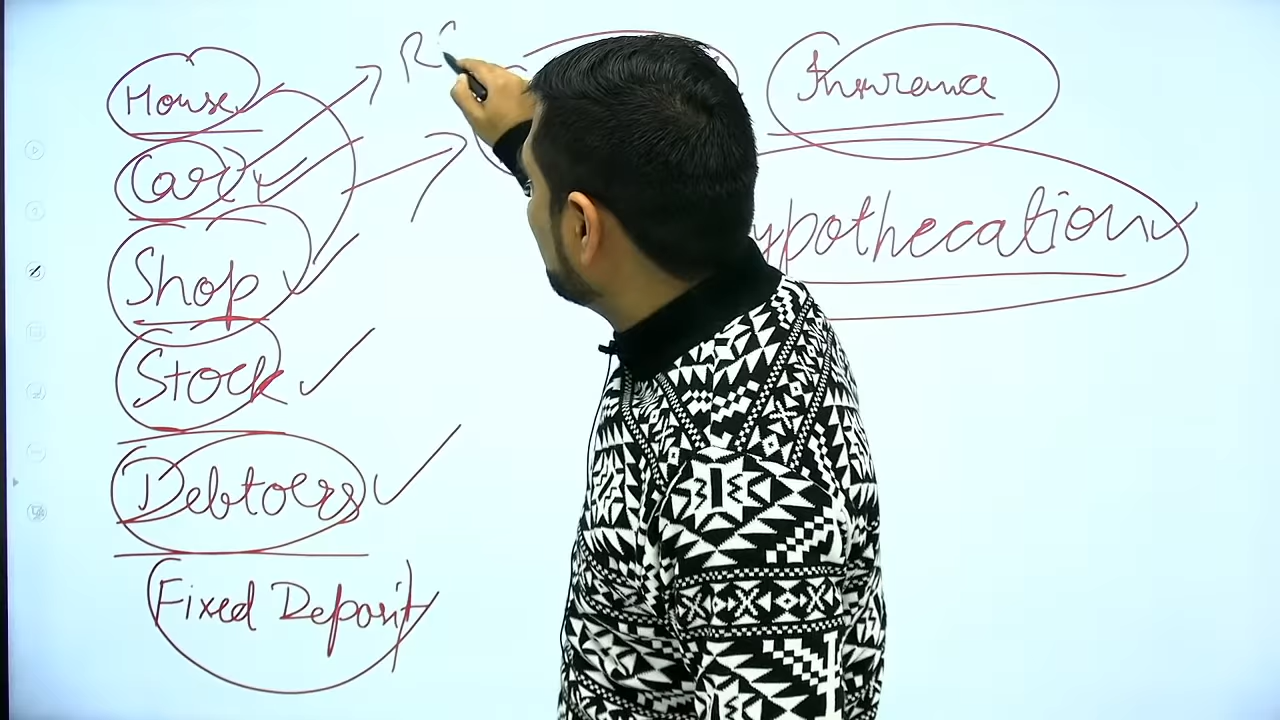 House
Car
Shop
Stock
Debtors
Fixed Deposit
R
Insurance
ypothecation